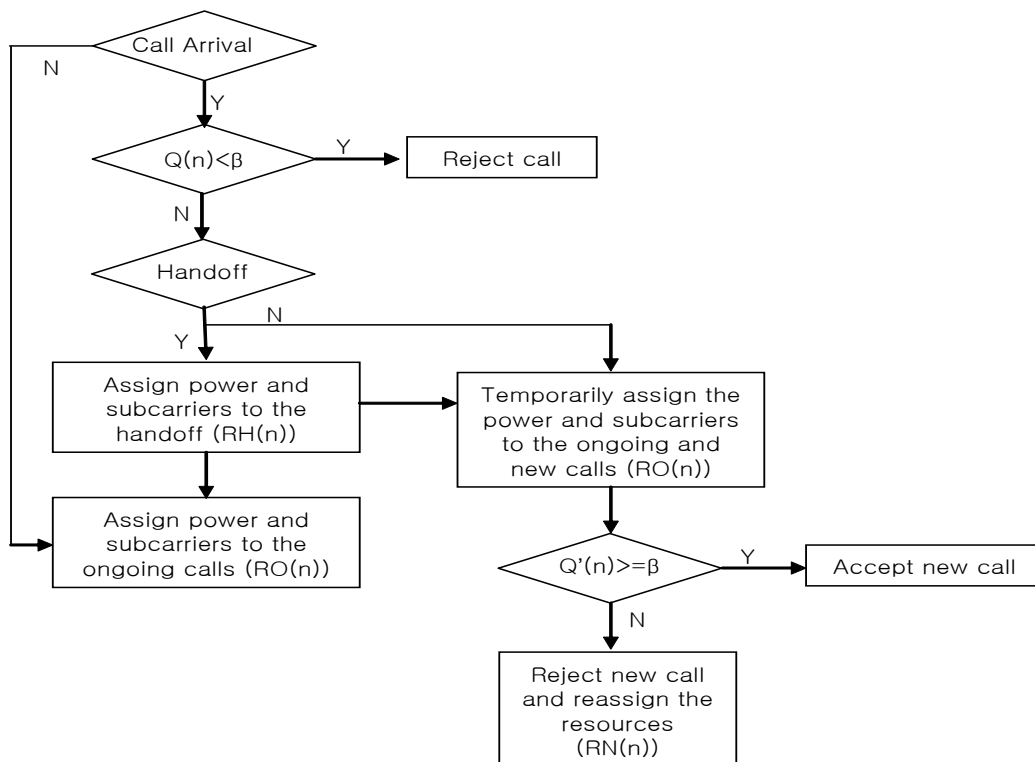 Call Arrival
N
Y
Q(n)<β
Y
Reject call
N
Handoff
N
Y
Assign power and
subcarriers to the
handoff (RH(n))
Temporarily assign the
power and subcarriers
to the ongoing and
new calls (RO(n))
Assign power and
subcarriers to the
ongoing calls (RO(n))
Q'(n)>=β
Y
Accept new call
N
Reject new call
and reassign the
resources
(RN(n))